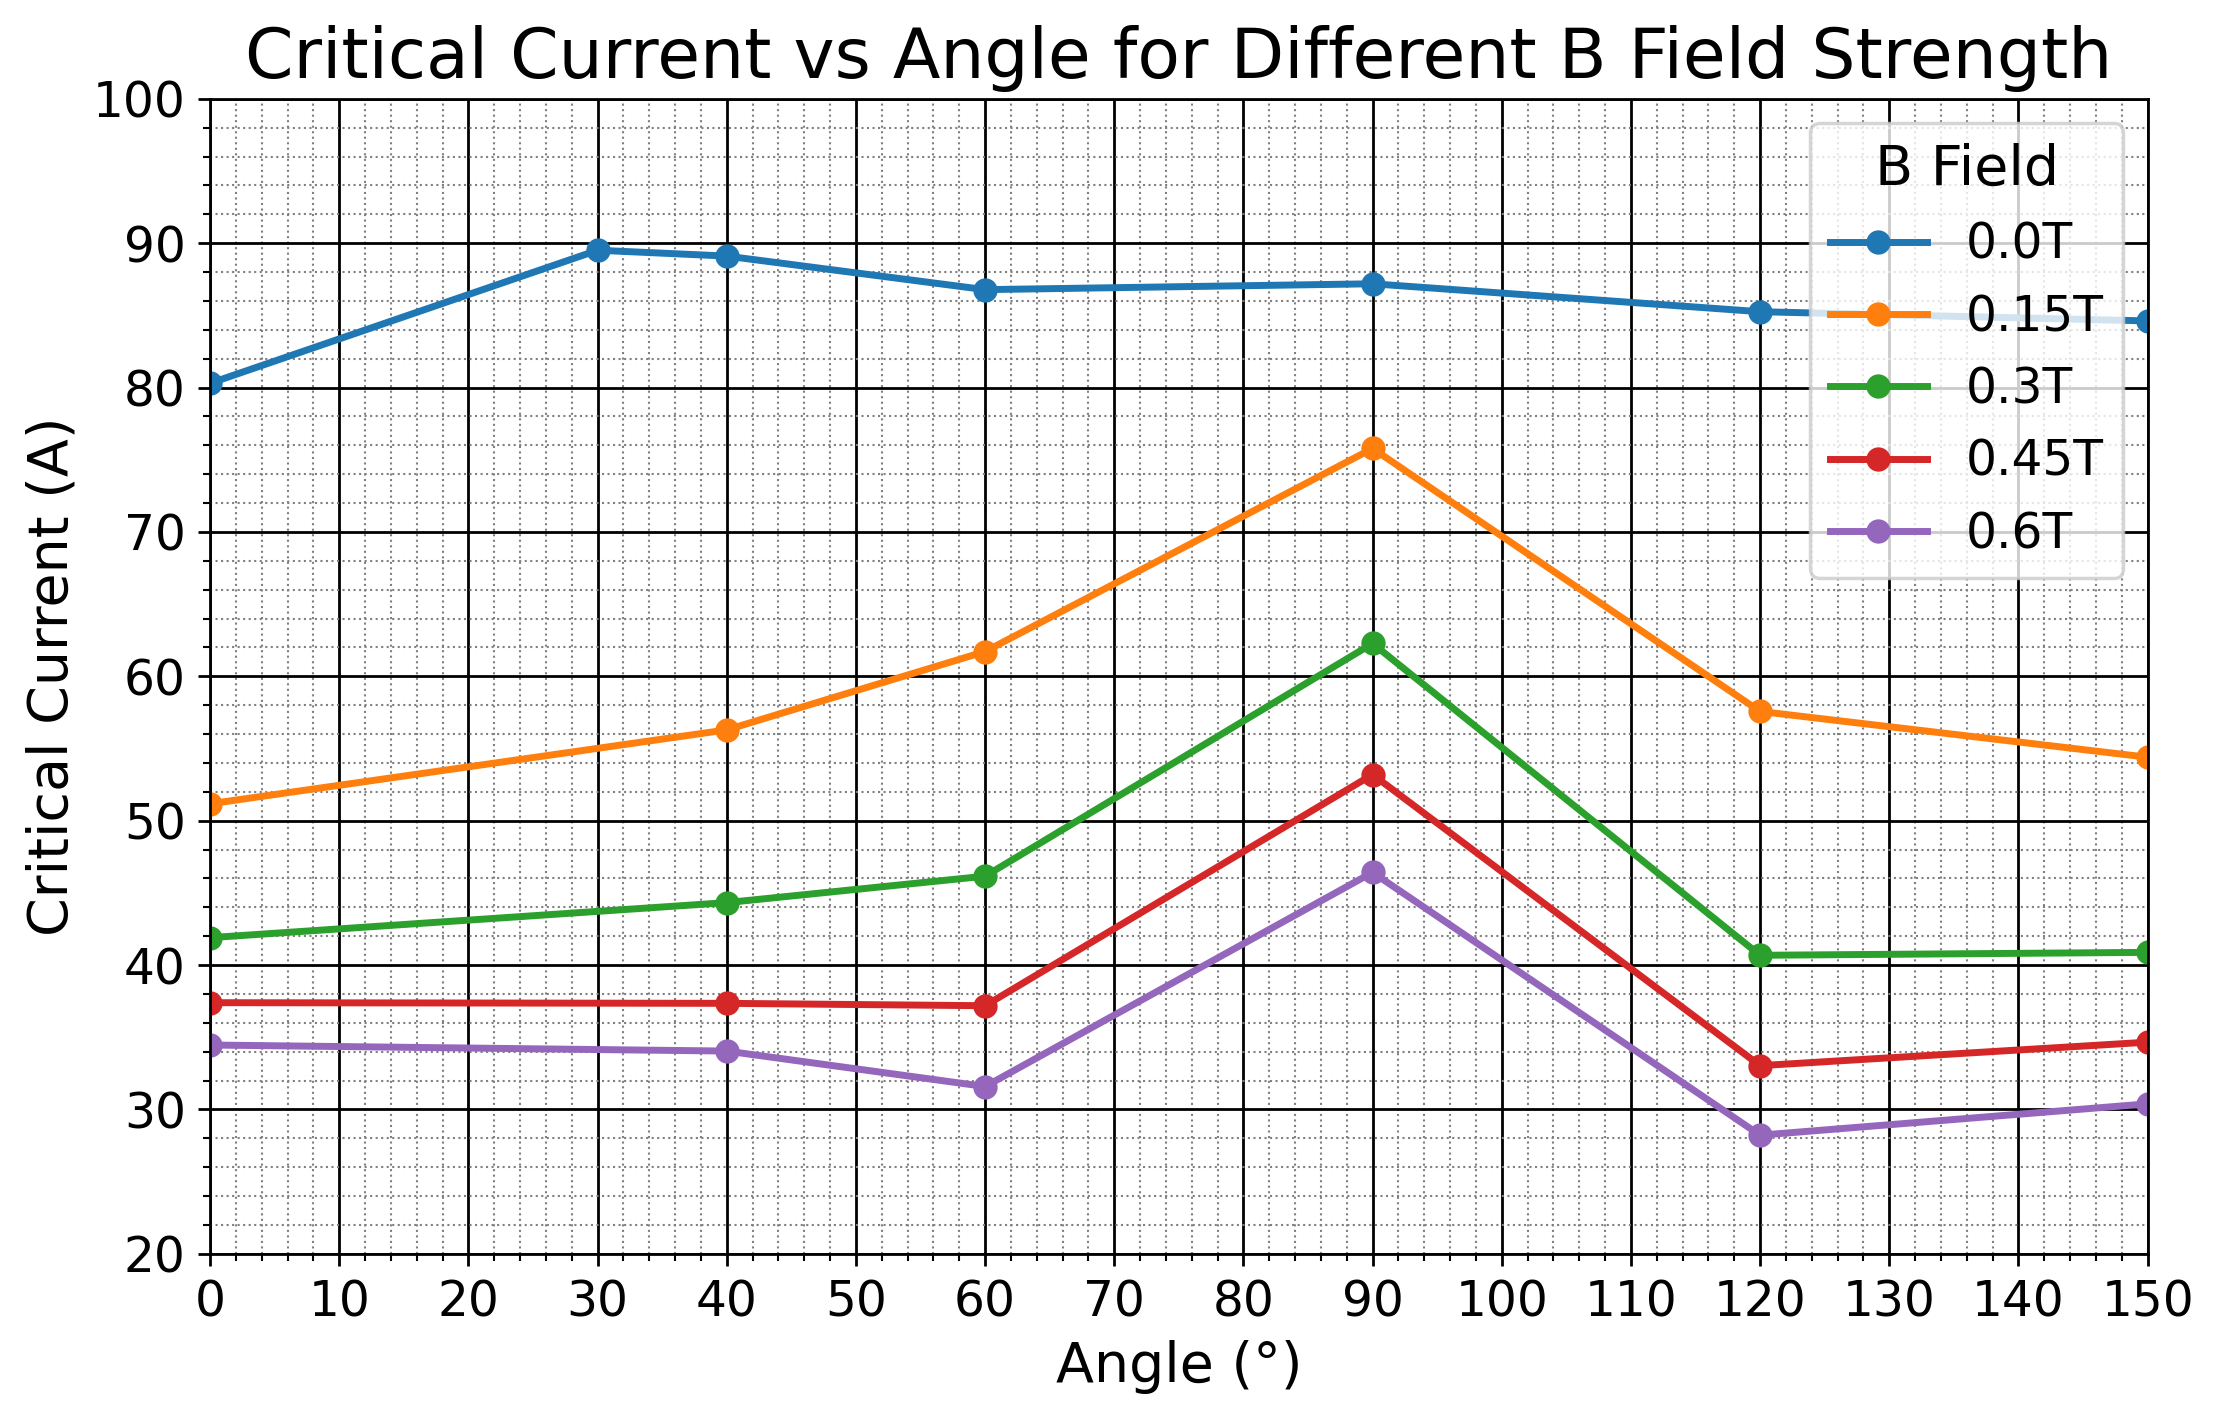 Critical Current vs Angle for Different B Field Strength
100
90
80
70
60
50
40
30
20
Critical Current (A)
B Field
0.0T
0.15T
0.3T
0.45T
0.6T
0 10 20 30 40 50 60 70 80 90 100 110 120 130 140 150
Angle (°)